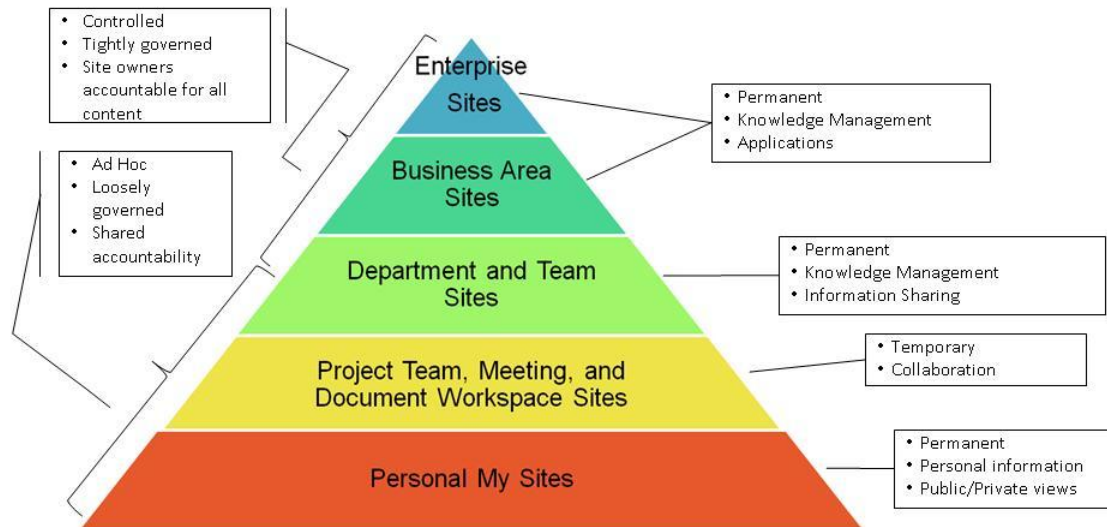 • Controlled
• Tightly governed
• Site owners
accountable for all
content
• Ad Hoc
• Loosely
governed
• Shared
accountability
Enterprise
Sites
Business Area
Sites
Department and Team
Sites
Project Team, Meeting, and
Document Workspace Sites
Personal My Sites
• Permanent
• Knowledge Management
• Applications
• Permanent
• Knowledge Management
• Information Sharing
• Temporary
• Collaboration
• Permanent
• Personal information
• Public/Private views